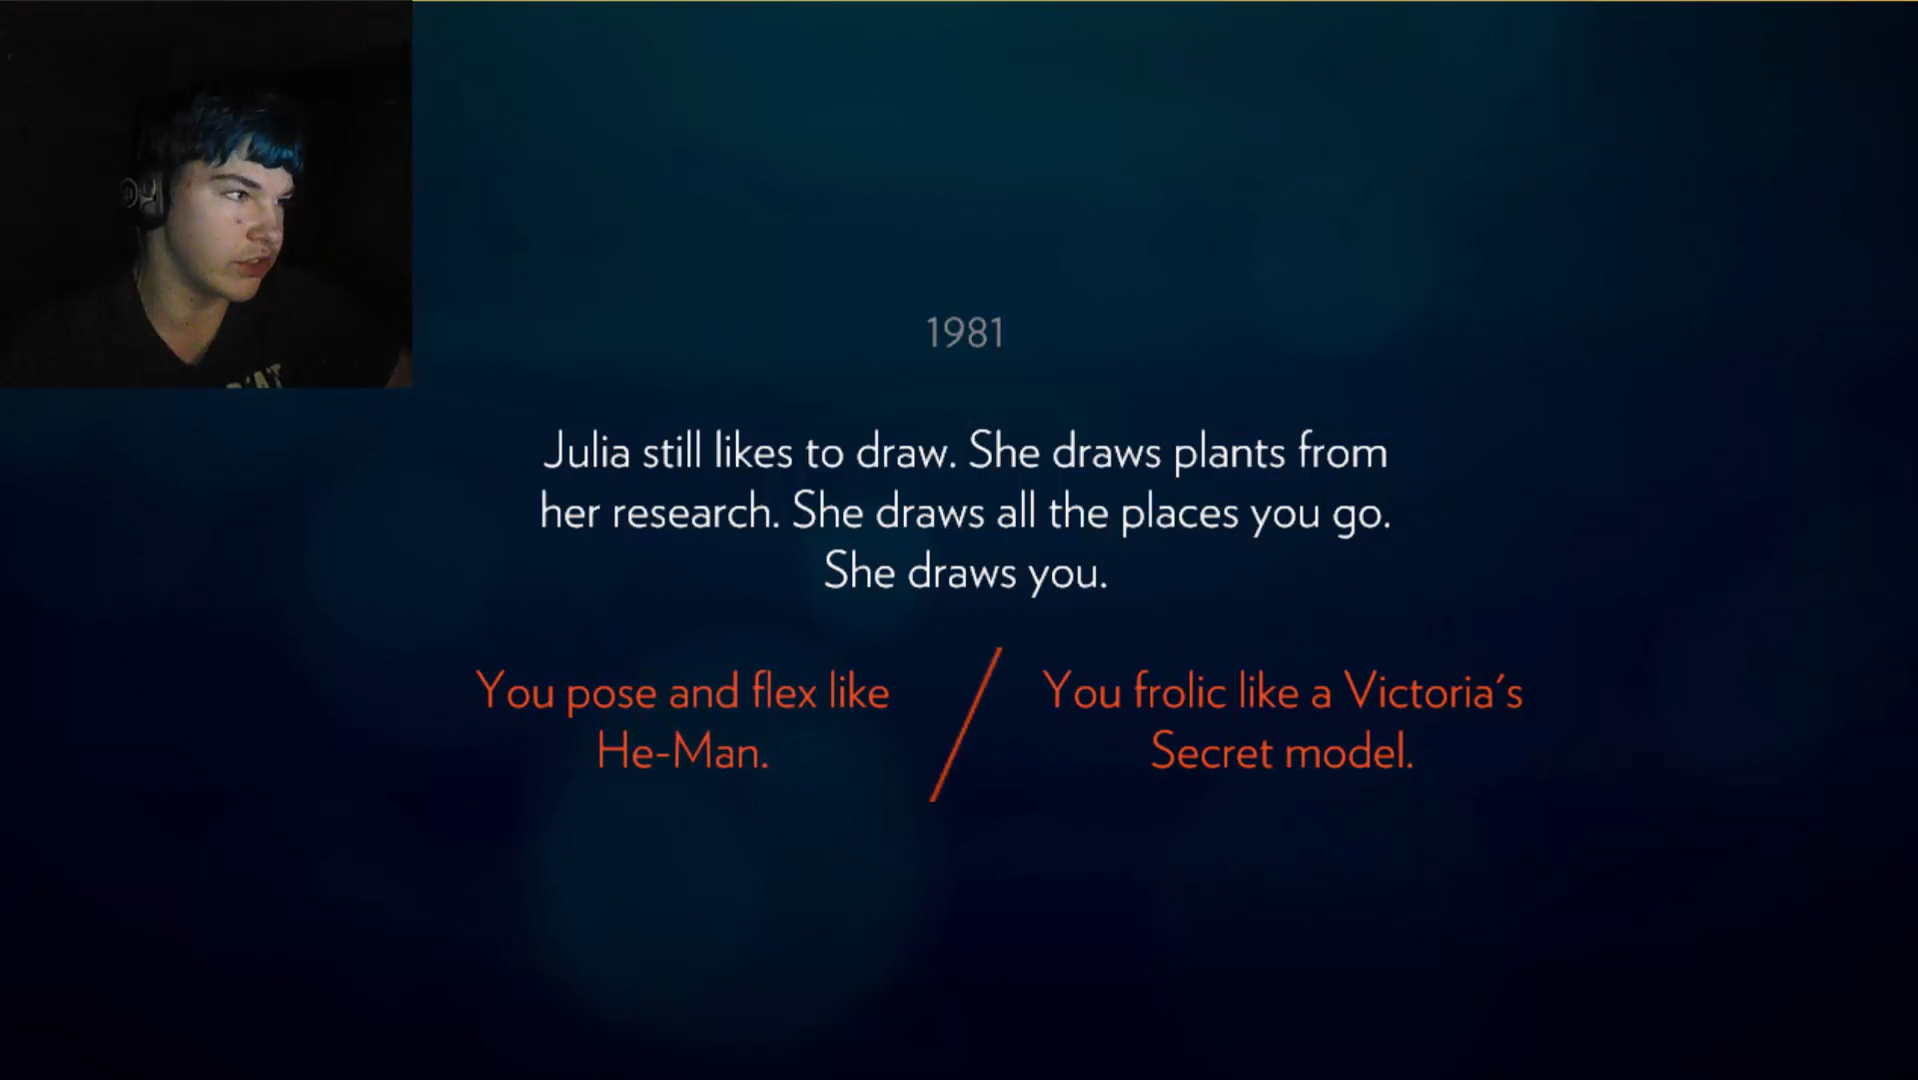 1981
Julia still likes to draw. She draws plants from
her research. She draws all the places you go.
She draws you.
You pose and flex like
He-Man.
You frolic like a Victoria's
Secret model.